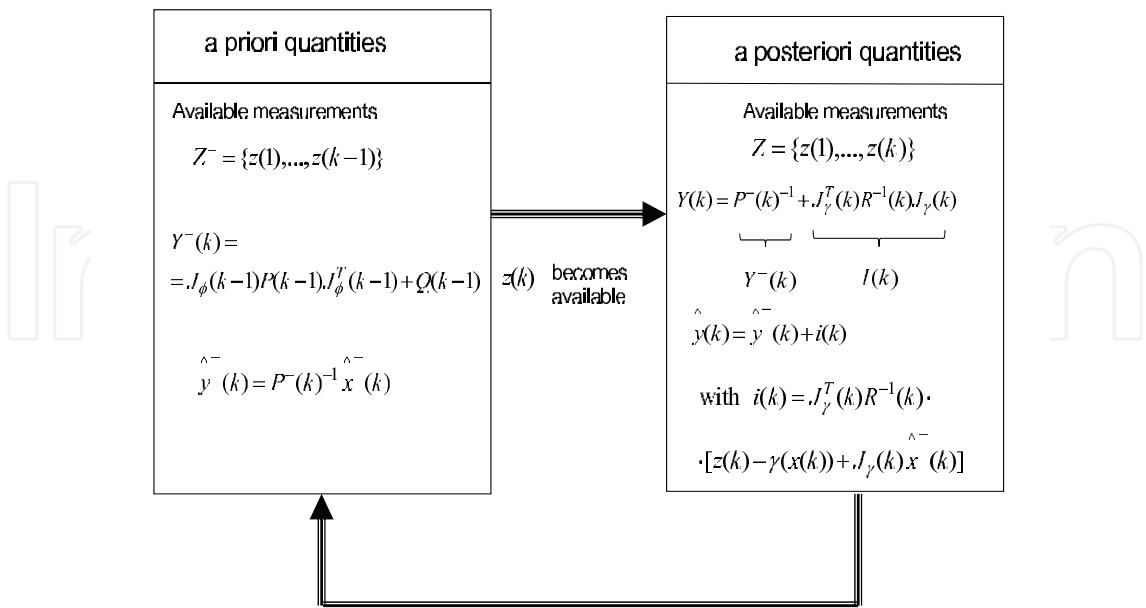 a priori quantities
Available measurements
Z⁻ = {z(1),...,z(k−1)}
Y⁻(k) =
= J_ϕ(k−1)P(k−1)J_ϕ^T(k−1)+Q(k−1)
ŷ⁻(k) = P⁻(k)⁻¹ x̂⁻(k)
z(k) becomes
available
a posteriori quantities
Available measurements
Z = {z(1),...,z(k)}
Y(k) = P⁻(k)⁻¹ + J_γ^T(k)R⁻¹(k)J_γ(k)
Y⁻(k) I(k)
ŷ(k) = ŷ⁻(k) + i(k)
with i(k) = J_γ^T(k)R⁻¹(k)·
·[z(k) − γ(x(k)) + J_γ(k)x̂⁻(k)]